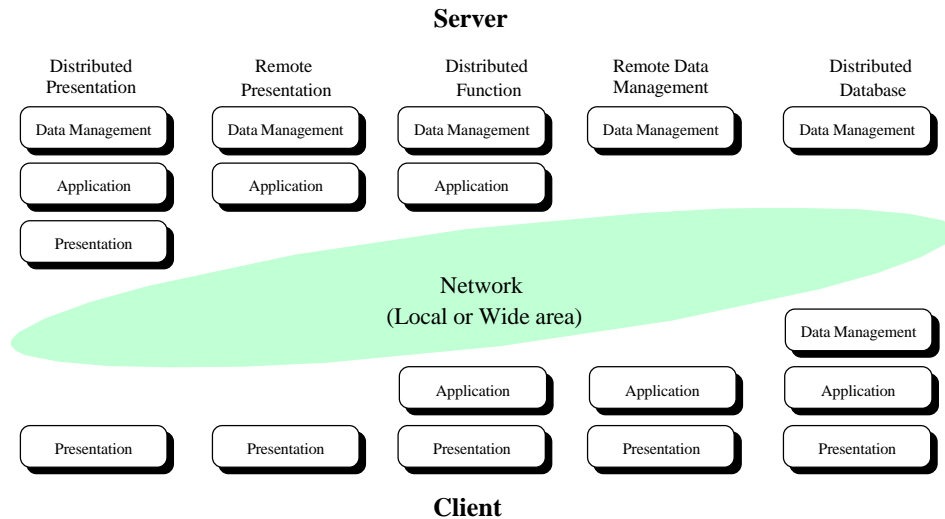 Server
Distributed
Presentation
Remote
Presentation
Distributed
Function
Remote Data
Management
Distributed
Database
Data Management
Data Management
Data Management
Data Management
Data Management
Application
Application
Application
Presentation
Network
(Local or Wide area)
Data Management
Application
Application
Application
Presentation
Presentation
Presentation
Presentation
Presentation
Client